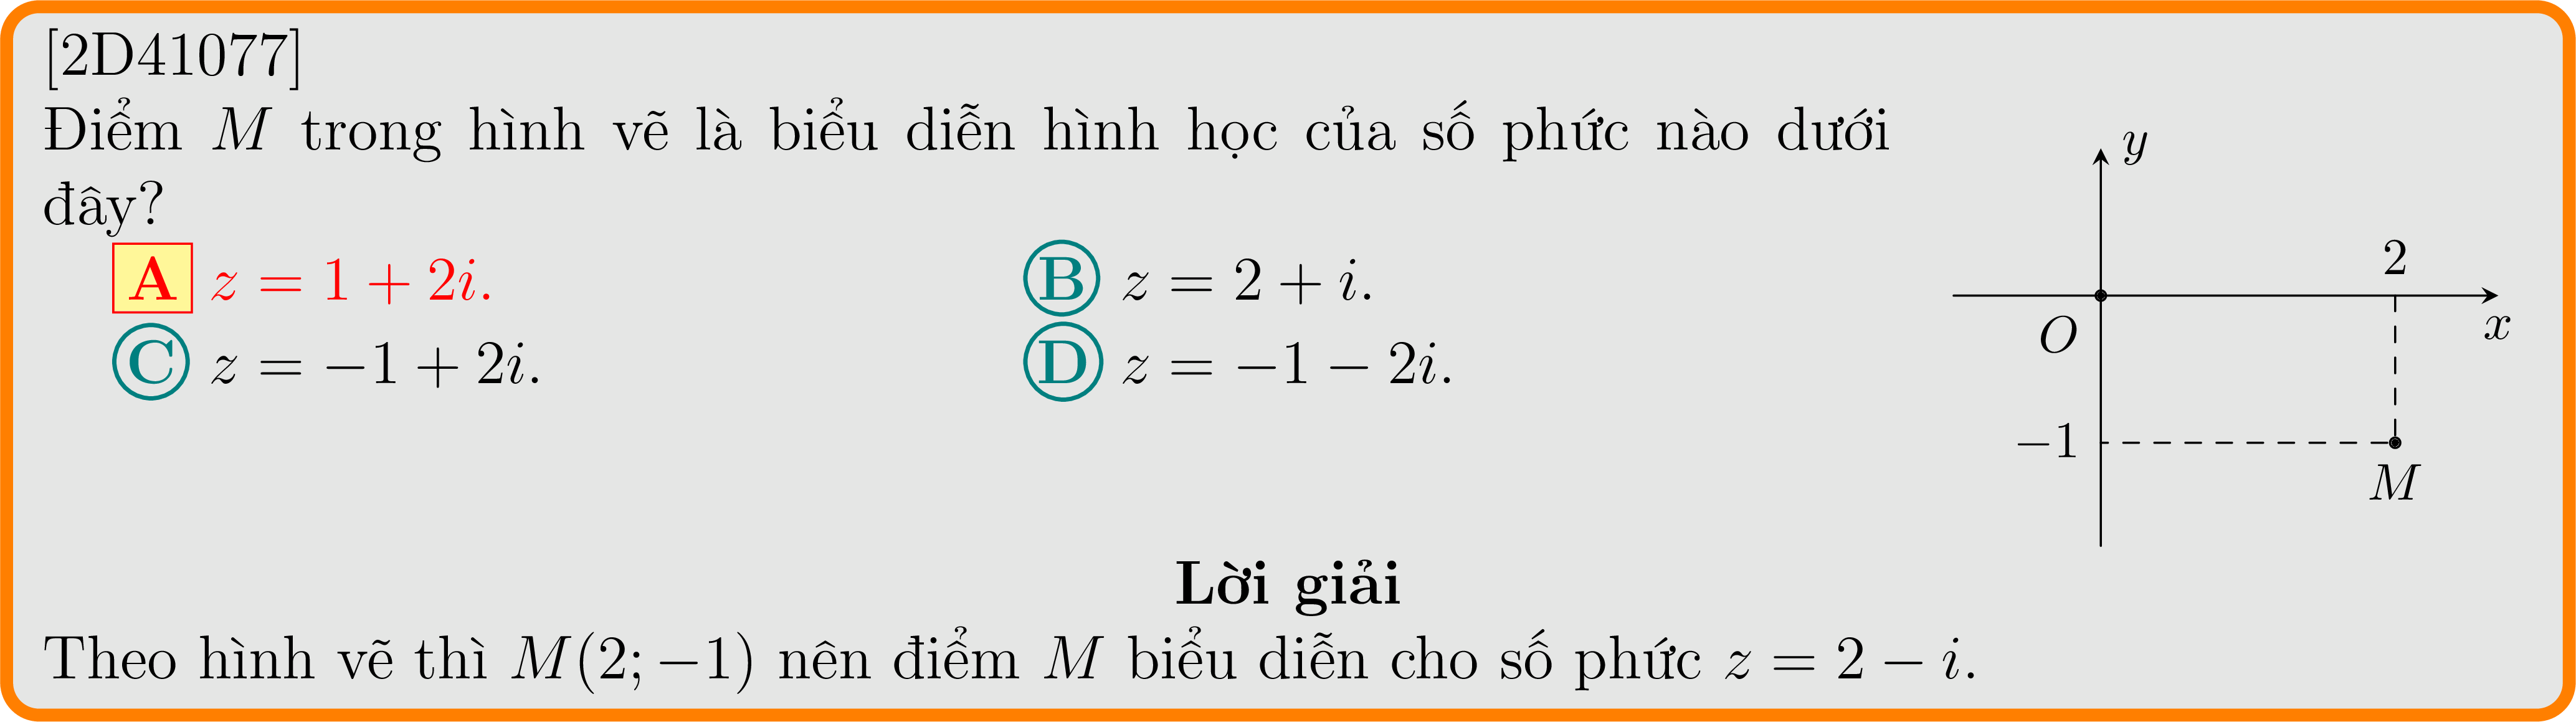 [2D41077]
Điểm M trong hình vẽ là biểu diễn hình học của số phức nào dưới
đây?
A z = 1 + 2i.
B z = 2 + i.
C z = −1 + 2i.
D z = −1 − 2i.
y
2
O
x
−1
M
Lời giải
Theo hình vẽ thì M(2; −1) nên điểm M biểu diễn cho số phức z = 2 − i.